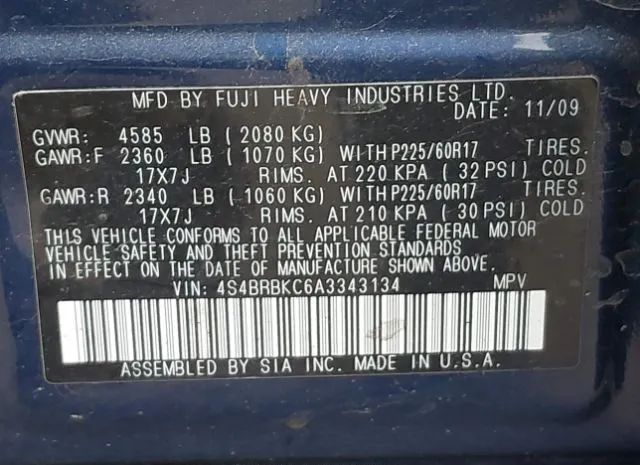 MFD BY FUJI HEAVY INDUSTRIES LTD.
DATE: 11/09
GVWR: 4585 LB (2080 KG)
GAWR:F 2360 LB (1070 KG) WITH P225/60R17 TIRES.
17X7J RIMS. AT 220 KPA (32 PSI) COLD
GAWR:R 2340 LB (1060 KG) WITH P225/60R17 TIRES.
17X7J RIMS. AT 210 KPA (30 PSI) COLD
THIS VEHICLE CONFORMS TO ALL APPLICABLE FEDERAL MOTOR
VEHICLE SAFETY AND THEFT PREVENTION STANDARDS
IN EFFECT ON THE DATE OF MANUFACTURE SHOWN ABOVE.
VIN: 4S4BRBKC6A3343134 MPV
ASSEMBLED BY SIA INC. MADE IN U.S.A.